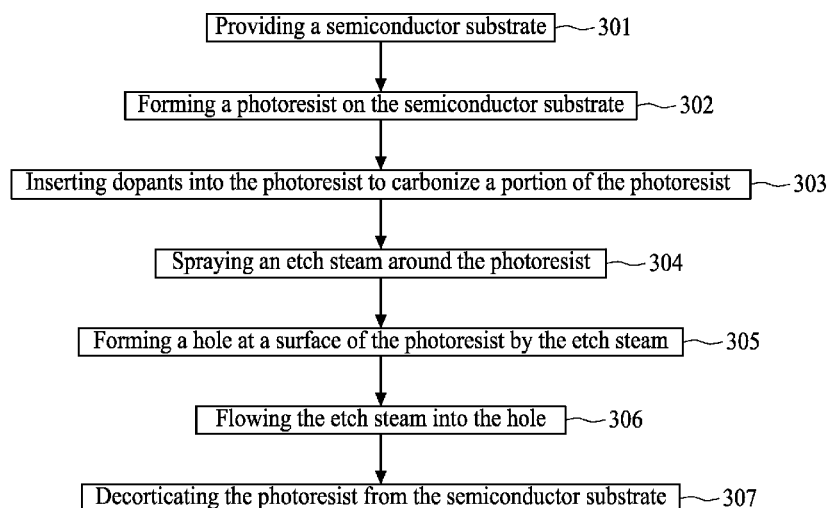 Providing a semiconductor substrate 301
Forming a photoresist on the semiconductor substrate 302
Inserting dopants into the photoresist to carbonize a portion of the photoresist 303
Spraying an etch steam around the photoresist 304
Forming a hole at a surface of the photoresist by the etch steam 305
Flowing the etch steam into the hole 306
Decorticating the photoresist from the semiconductor substrate 307